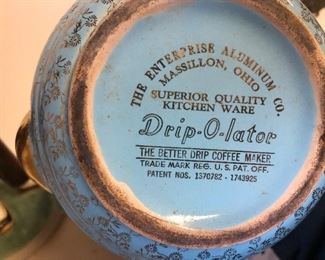 THE ENTERPRISE ALUMINUM CO.
MASSILLON, OHIO
SUPERIOR QUALITY
KITCHEN WARE
Drip-O-lator
THE BETTER DRIP COFFEE MAKER
TRADE MARK REG. U.S. PAT. OFF.
PATENT NOS. 1370782 - 1743925